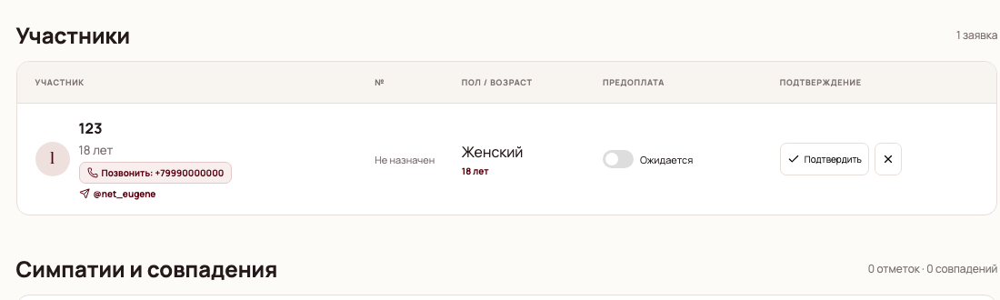 Участники
1 заявка
УЧАСТНИК № ПОЛ / ВОЗРАСТ ПРЕДОПЛАТА ПОДТВЕРЖДЕНИЕ
1
123
18 лет
Позвонить: +79990000000
@net_eugene
Не назначен
Женский
18 лет
Ожидается
Подтвердить
Симпатии и совпадения
0 отметок · 0 совпадений